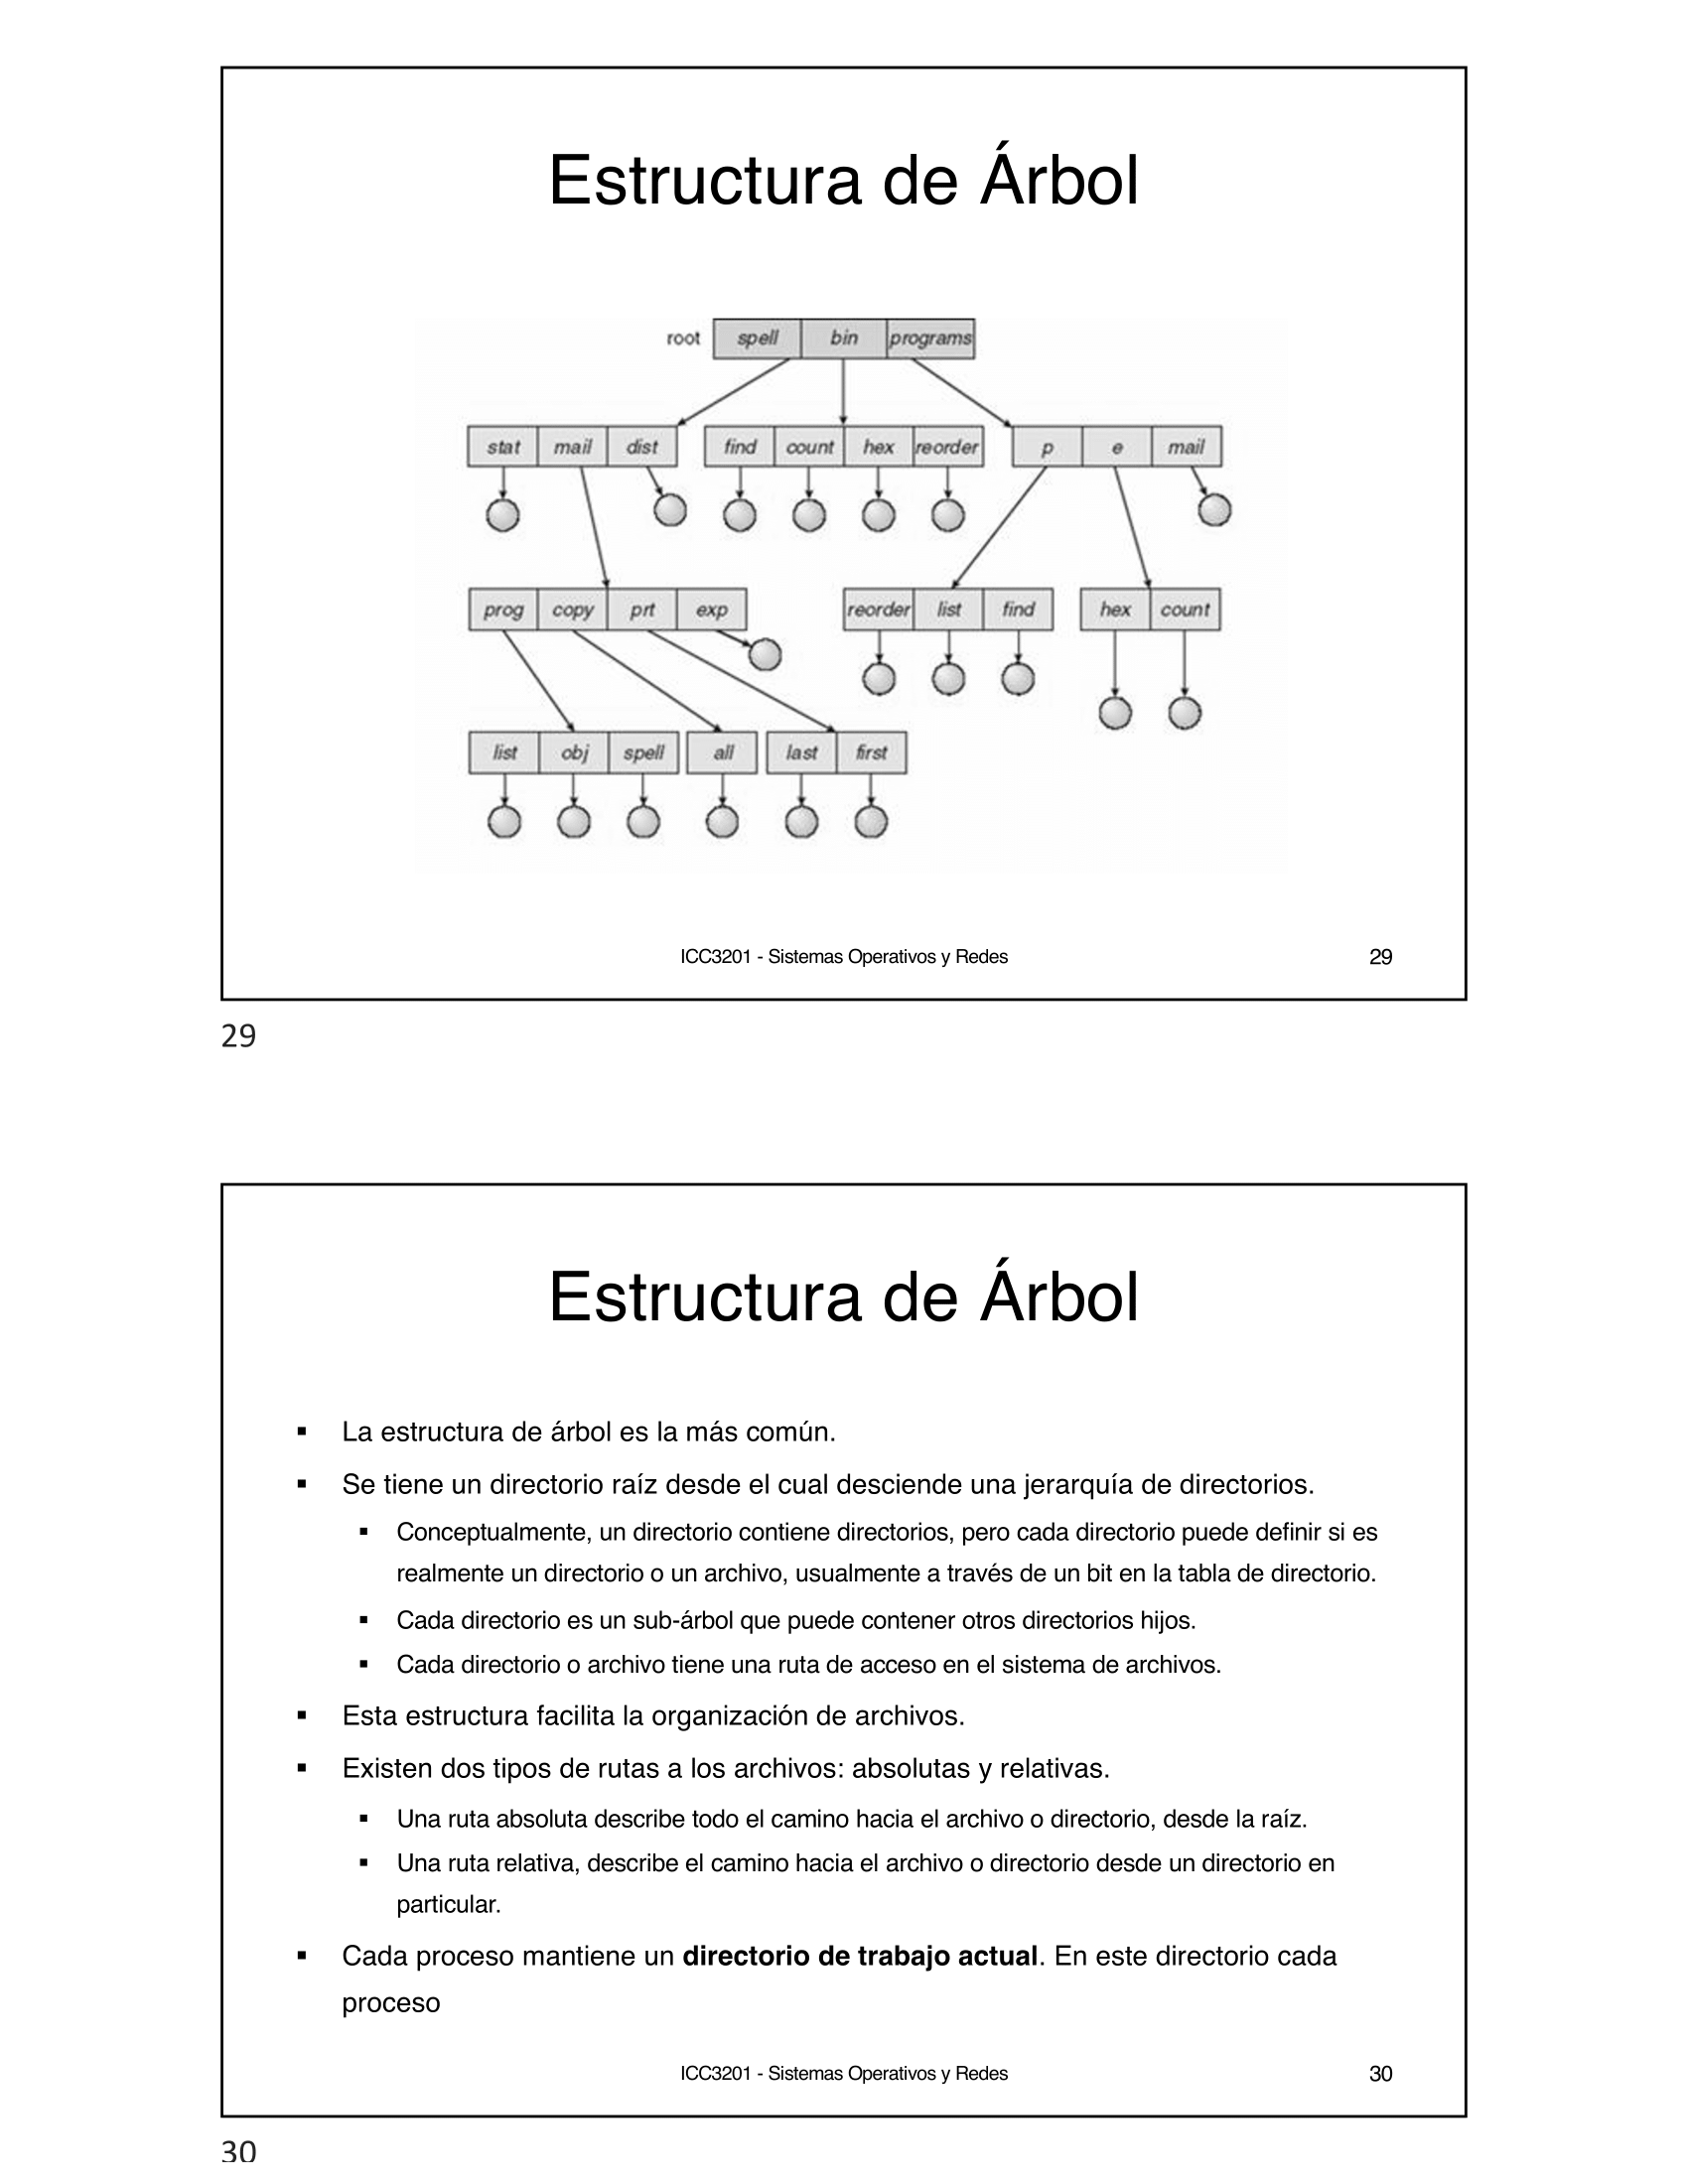 Estructura de Árbol
root spell bin programs
stat mail dist find count hex reorder p e mail
prog copy prt exp reorder list find hex count
list obj spell all last first
ICC3201 - Sistemas Operativos y Redes 29
29
Estructura de Árbol
▪ La estructura de árbol es la más común.
▪ Se tiene un directorio raíz desde el cual desciende una jerarquía de directorios.
▪ Conceptualmente, un directorio contiene directorios, pero cada directorio puede definir si es
realmente un directorio o un archivo, usualmente a través de un bit en la tabla de directorio.
▪ Cada directorio es un sub-árbol que puede contener otros directorios hijos.
▪ Cada directorio o archivo tiene una ruta de acceso en el sistema de archivos.
▪ Esta estructura facilita la organización de archivos.
▪ Existen dos tipos de rutas a los archivos: absolutas y relativas.
▪ Una ruta absoluta describe todo el camino hacia el archivo o directorio, desde la raíz.
▪ Una ruta relativa, describe el camino hacia el archivo o directorio desde un directorio en
particular.
▪ Cada proceso mantiene un directorio de trabajo actual. En este directorio cada
proceso
ICC3201 - Sistemas Operativos y Redes 30
30